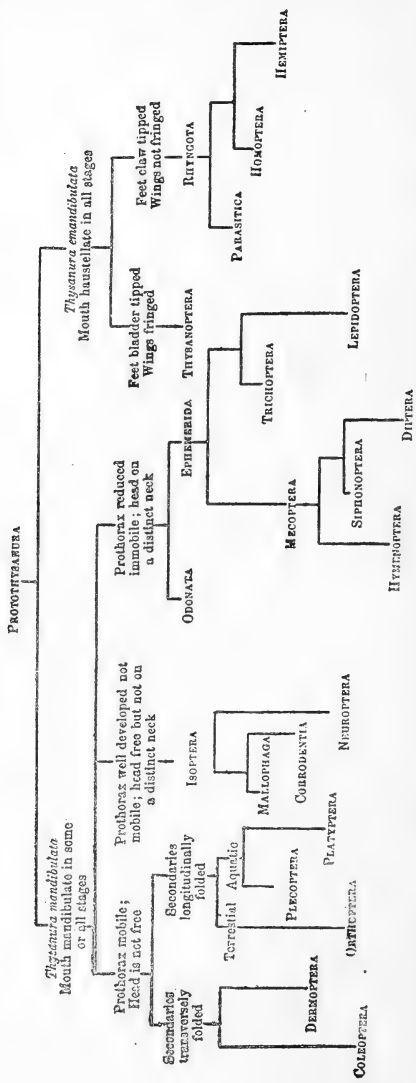 PROTOTHYSANURA
Thysanura mandibulata
Mouth mandibulate in some
or all stages
Thysanura emandibulata
Mouth haustellate in all stages
Prothorax mobile;
Head is not free
Prothorax well developed not
mobile; head free but not on
a distinct neck
Prothorax reduced
immobile; head on
a distinct neck
Feet bladder tipped
Wings fringed
Feet claw tipped
Wings not fringed
Secondaries
transversely
folded
Secondaries
longitudinally
folded
ISOPTERA
ODONATA
EPHEMERIDA
THYSANOPTERA
RHYNGOTA
Terrestial
Aquatic
MALLOPHAGA
CORRODENTIA
NEUROPTERA
MECOPTERA
TRICHOPTERA
LEPIDOPTERA
PARASITICA
HOMOPTERA
HEMIPTERA
COLEOPTERA
DERMOPTERA
ORTHOPTERA
PLECOPTERA
PLATYPTERA
HYMENOPTERA
SIPHONOPTERA
DIPTERA